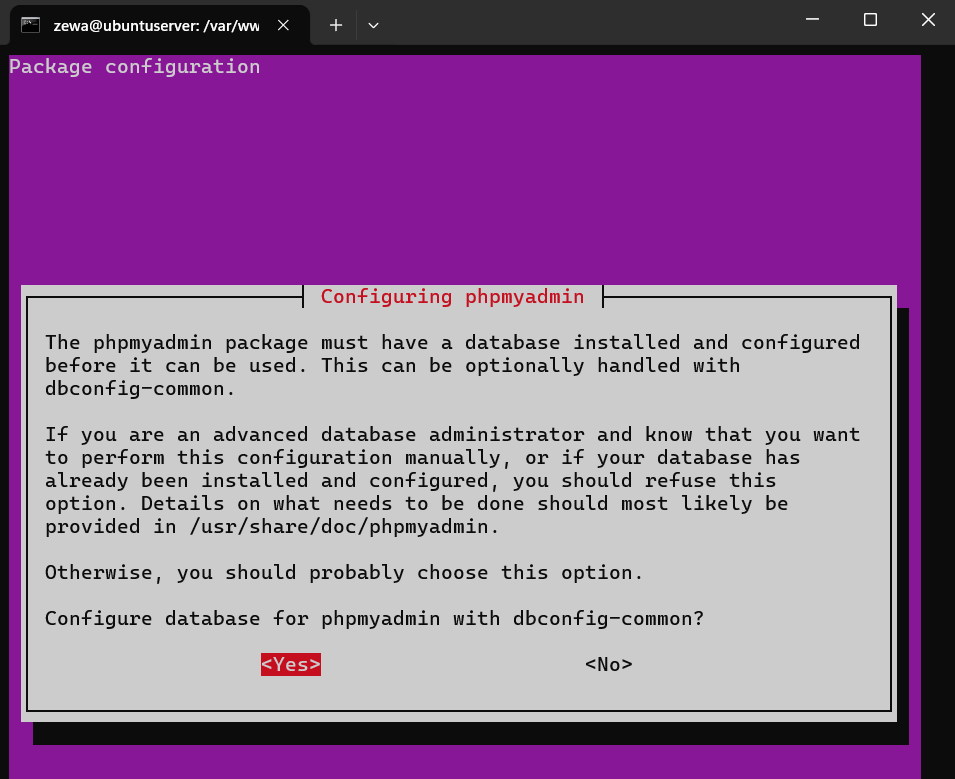 zewa@ubuntuserver: /var/ww
Package configuration
Configuring phpmyadmin
The phpmyadmin package must have a database installed and configured
before it can be used. This can be optionally handled with
dbconfig-common.
If you are an advanced database administrator and know that you want
to perform this configuration manually, or if your database has
already been installed and configured, you should refuse this
option. Details on what needs to be done should most likely be
provided in /usr/share/doc/phpmyadmin.
Otherwise, you should probably choose this option.
Configure database for phpmyadmin with dbconfig-common?
<Yes> <No>